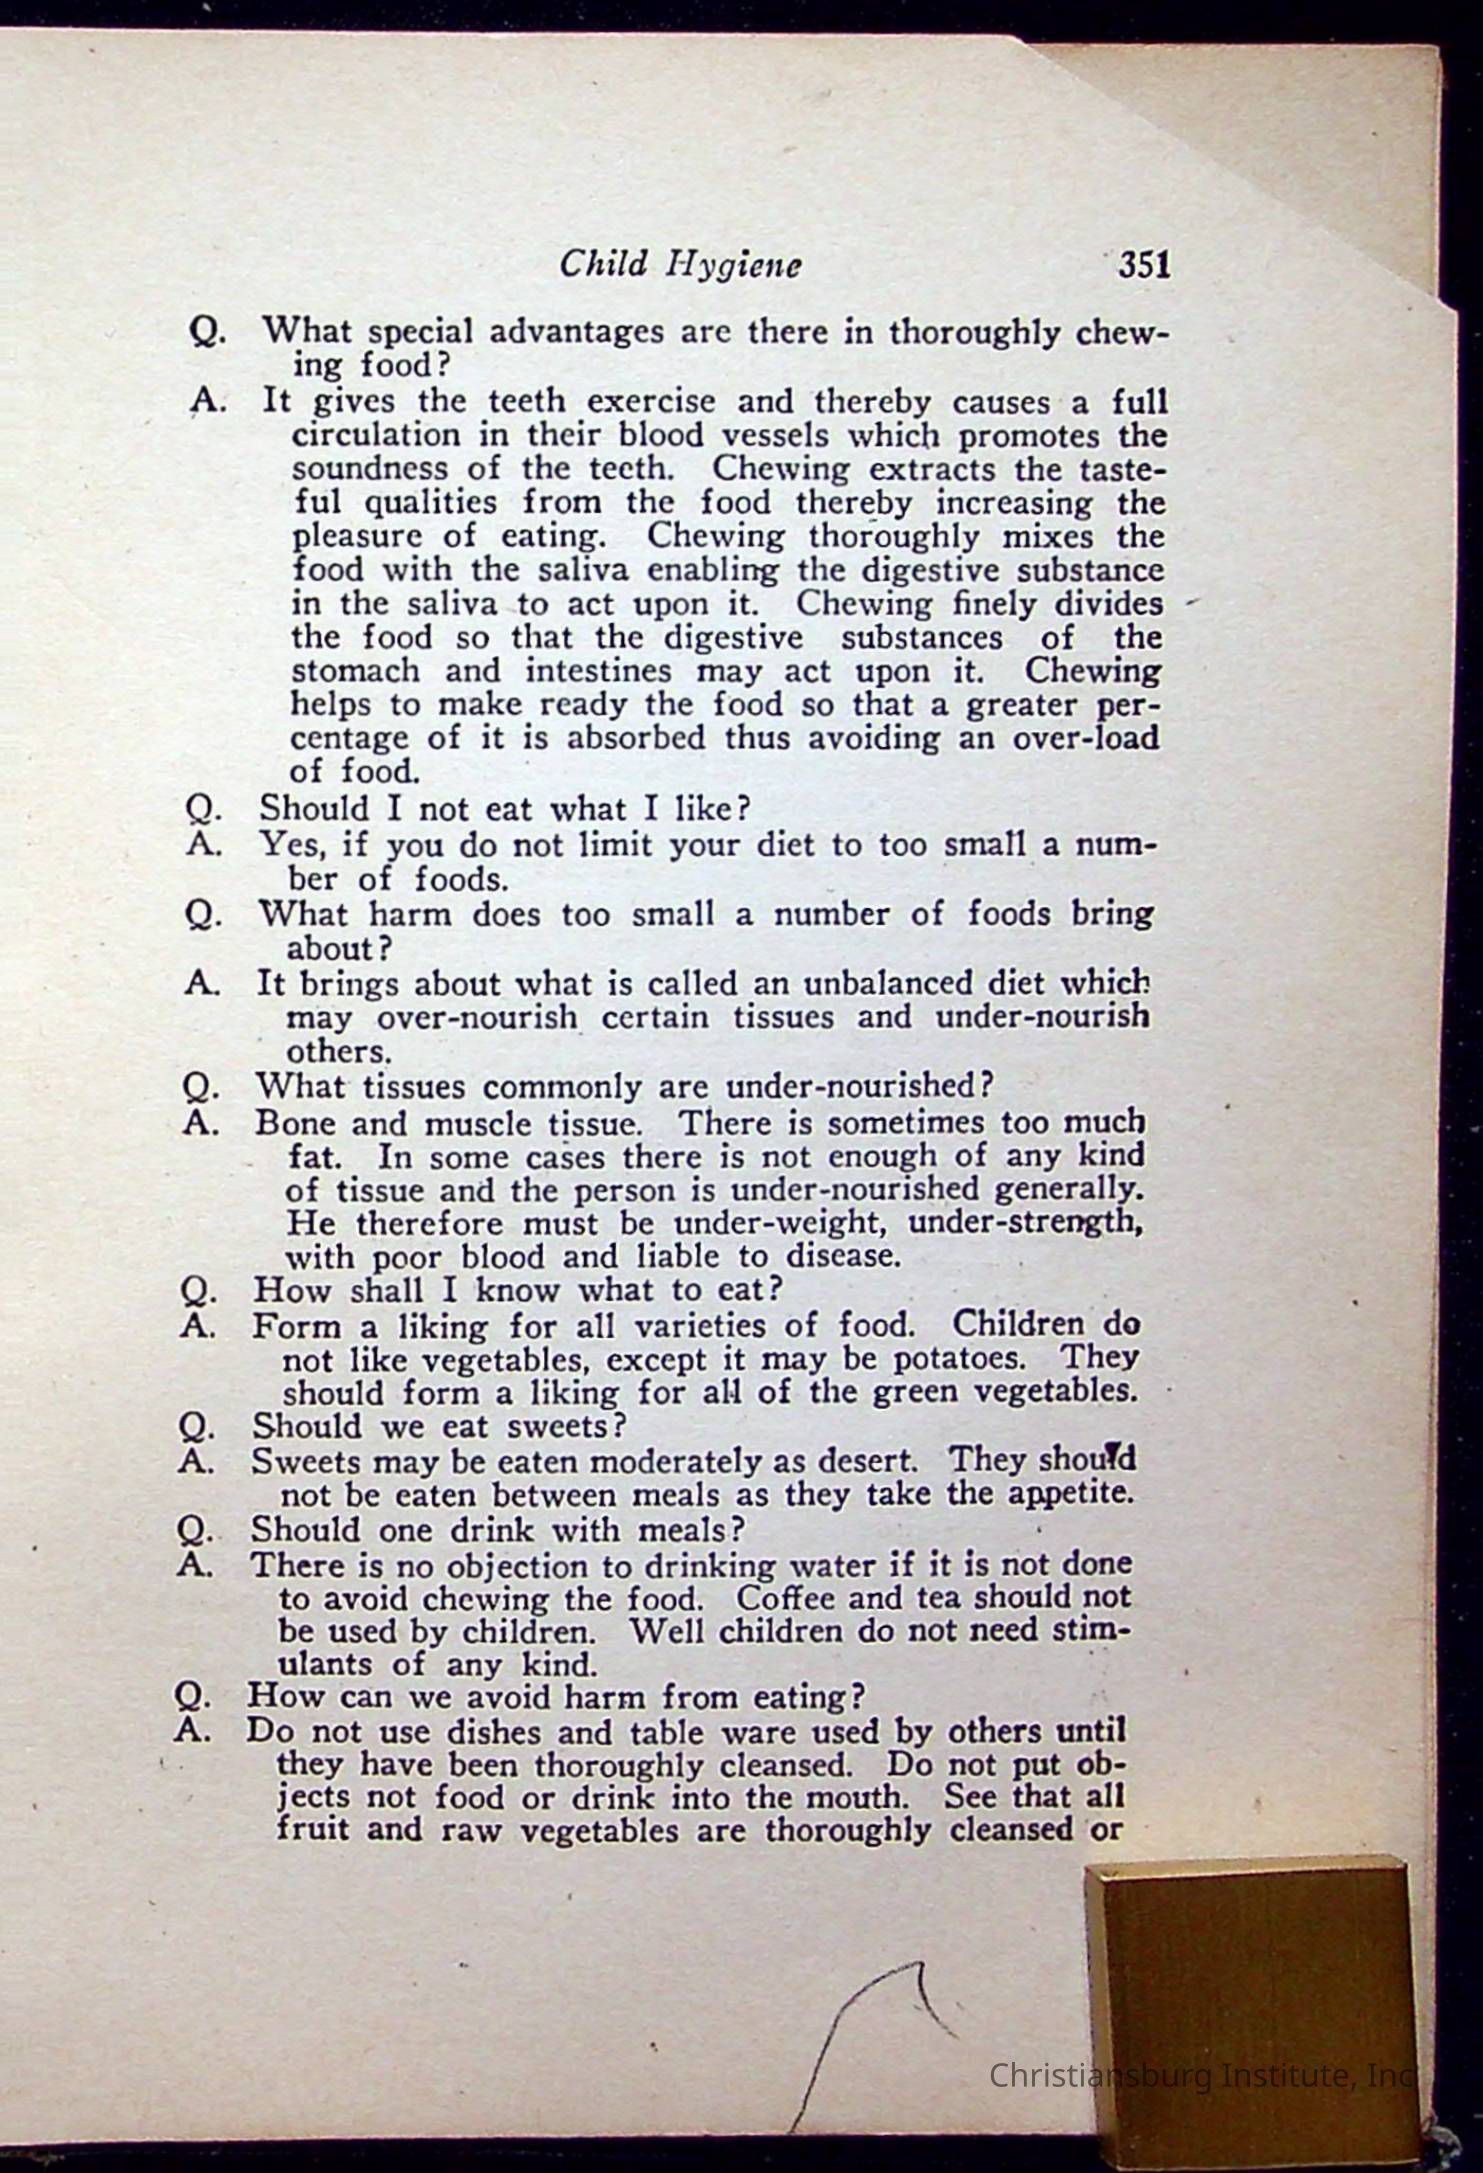 Child Hygiene 351
Q. What special advantages are there in thoroughly chew-
ing food?
A. It gives the teeth exercise and thereby causes a full
circulation in their blood vessels which promotes the
soundness of the teeth. Chewing extracts the taste-
ful qualities from the food thereby increasing the
pleasure of eating. Chewing thoroughly mixes the
food with the saliva enabling the digestive substance
in the saliva to act upon it. Chewing finely divides
the food so that the digestive substances of the
stomach and intestines may act upon it. Chewing
helps to make ready the food so that a greater per-
centage of it is absorbed thus avoiding an over-load
of food.
Q. Should I not eat what I like?
A. Yes, if you do not limit your diet to too small a num-
ber of foods.
Q. What harm does too small a number of foods bring
about?
A. It brings about what is called an unbalanced diet which
may over-nourish certain tissues and under-nourish
others.
Q. What tissues commonly are under-nourished?
A. Bone and muscle tissue. There is sometimes too much
fat. In some cases there is not enough of any kind
of tissue and the person is under-nourished generally.
He therefore must be under-weight, under-strength,
with poor blood and liable to disease.
Q. How shall I know what to eat?
A. Form a liking for all varieties of food. Children do
not like vegetables, except it may be potatoes. They
should form a liking for all of the green vegetables.
Q. Should we eat sweets?
A. Sweets may be eaten moderately as desert. They should
not be eaten between meals as they take the appetite.
Q. Should one drink with meals?
A. There is no objection to drinking water if it is not done
to avoid chewing the food. Coffee and tea should not
be used by children. Well children do not need stim-
ulants of any kind.
Q. How can we avoid harm from eating?
A. Do not use dishes and table ware used by others until
they have been thoroughly cleansed. Do not put ob-
jects not food or drink into the mouth. See that all
fruit and raw vegetables are thoroughly cleansed or
Christiansburg Institute, Inc